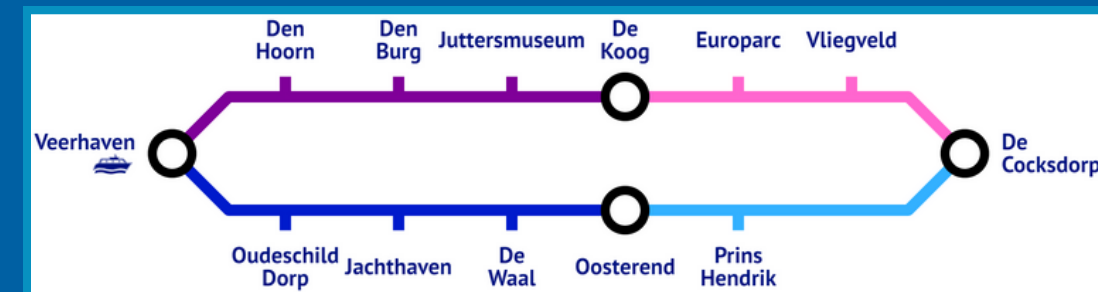 Den
Hoorn
Den
Burg
Juttersmuseum
De
Koog
Europarc
Vliegveld
Veerhaven
De
Cocksdorp
Oudeschild
Dorp
Jachthaven
De
Waal
Oosterend
Prins
Hendrik